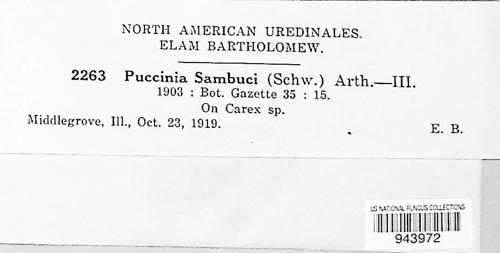 NORTH AMERICAN UREDINALES.
ELAM BARTHOLOMEW.
2263 Puccinia Sambuci (Schw.) Arth.—III.
1903 : Bot. Gazette 35 : 15.
On Carex sp.
Middlegrove, Ill., Oct. 23, 1919.
E. B.
US NATIONAL FUNGUS COLLECTIONS
943972